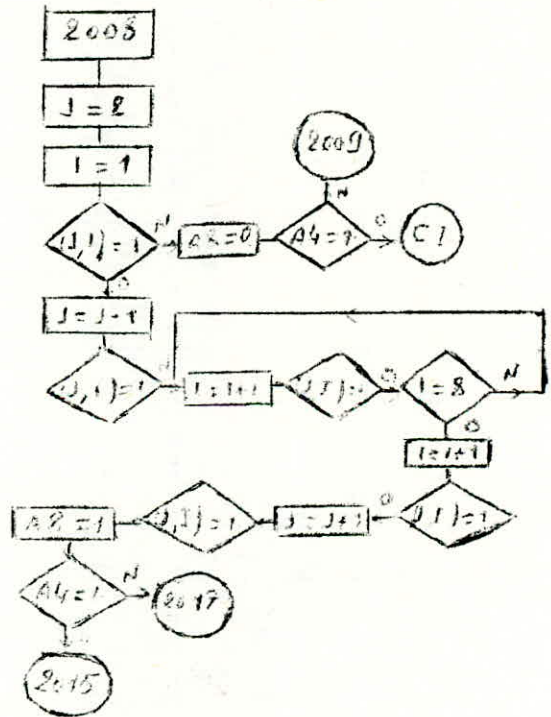 2008
J = 2
I = 1
2009
(J,I) = 1 N A2 = 0 A4 = 1 N O C1
O
J = J + 1
(J,I) = 1 N I = I + 1 O I = 8 N
O
I = I + 1
A2 = 1 (J,I) = 1 J = J + 1 O
A4 = 1 N 2017
2015